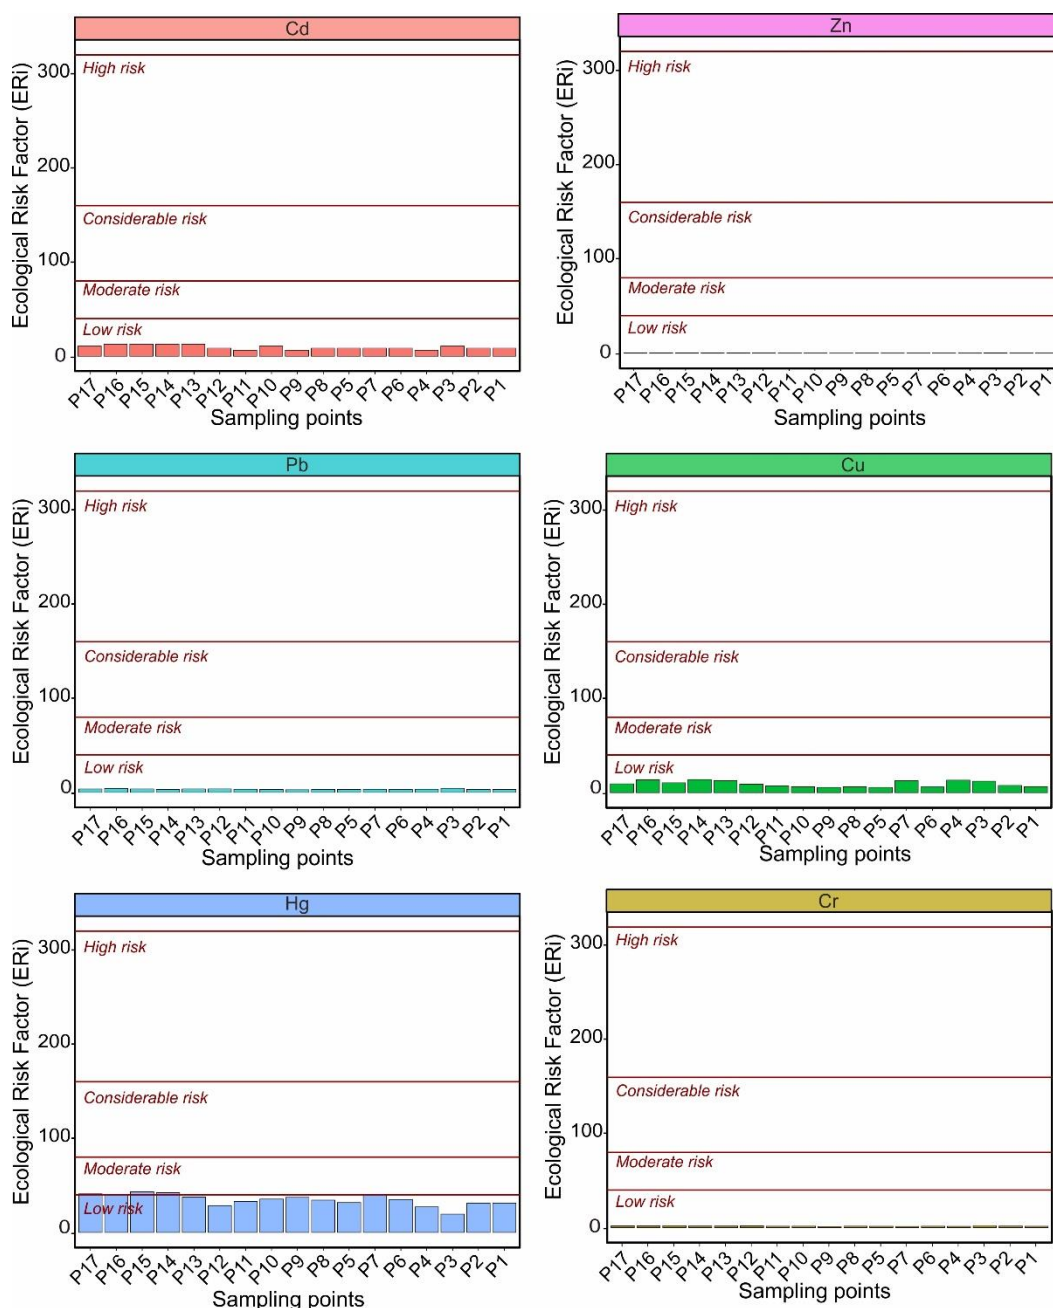 Cd
Ecological Risk Factor (ERi)
300
200
100
0
High risk
Considerable risk
Moderate risk
Low risk
P17 P16 P15 P14 P13 P12 P11 P10 P9 P8 P5 P7 P6 P4 P3 P2 P1
Sampling points
Zn
Ecological Risk Factor (ERi)
300
200
100
0
High risk
Considerable risk
Moderate risk
Low risk
P17 P16 P15 P14 P13 P12 P11 P10 P9 P8 P5 P7 P6 P4 P3 P2 P1
Sampling points
Pb
Ecological Risk Factor (ERi)
300
200
100
0
High risk
Considerable risk
Moderate risk
Low risk
P17 P16 P15 P14 P13 P12 P11 P10 P9 P8 P5 P7 P6 P4 P3 P2 P1
Sampling points
Cu
Ecological Risk Factor (ERi)
300
200
100
0
High risk
Considerable risk
Moderate risk
Low risk
P17 P16 P15 P14 P13 P12 P11 P10 P9 P8 P5 P7 P6 P4 P3 P2 P1
Sampling points
Hg
Ecological Risk Factor (ERi)
300
200
100
0
High risk
Considerable risk
Moderate risk
Low risk
P17 P16 P15 P14 P13 P12 P11 P10 P9 P8 P5 P7 P6 P4 P3 P2 P1
Sampling points
Cr
Ecological Risk Factor (ERi)
300
200
100
0
High risk
Considerable risk
Moderate risk
Low risk
P17 P16 P15 P14 P13 P12 P11 P10 P9 P8 P5 P7 P6 P4 P3 P2 P1
Sampling points